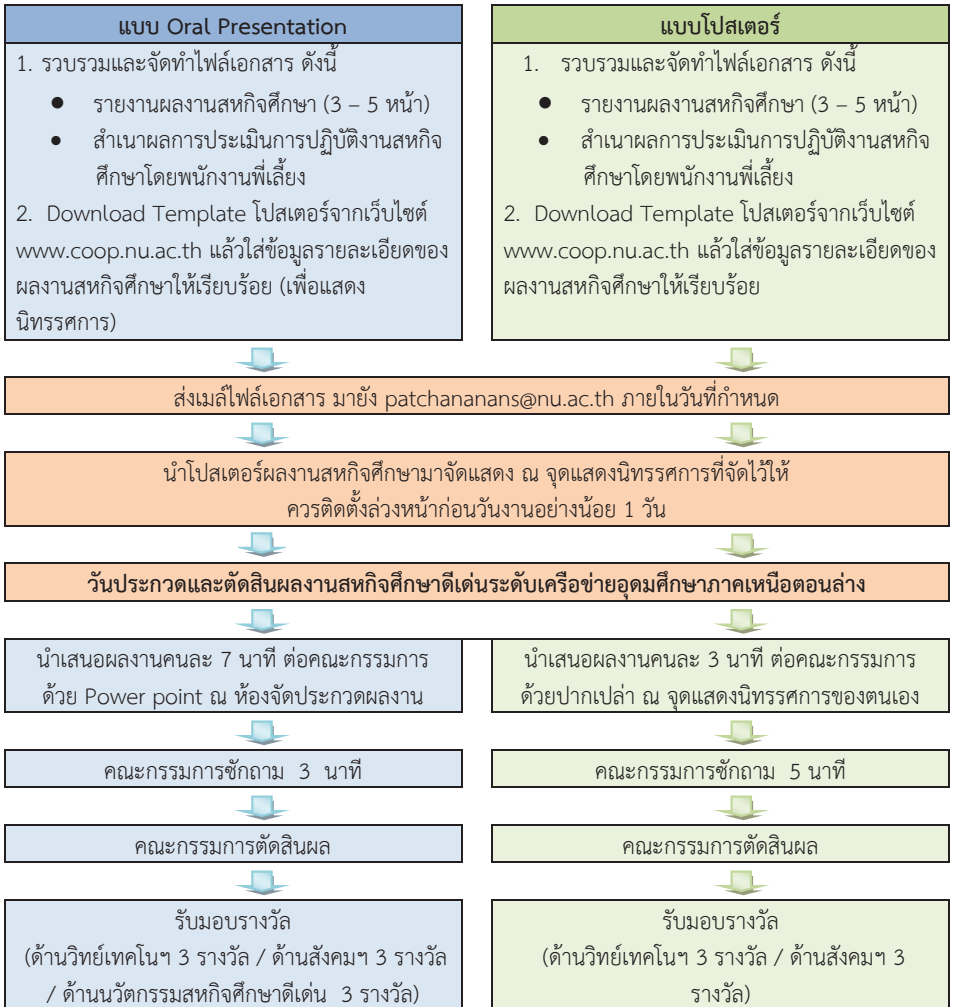 แบบ Oral Presentation
1. รวบรวมและจัดทำไฟล์เอกสาร ดังนี้
● รายงานผลงานสหกิจศึกษา (3 – 5 หน้า)
● สำเนาผลการประเมินการปฏิบัติงานสหกิจ
ศึกษาโดยพนักงานพี่เลี้ยง
2. Download Template โปสเตอร์จากเว็บไซต์
www.coop.nu.ac.th แล้วใส่ข้อมูลรายละเอียดของ
ผลงานสหกิจศึกษาให้เรียบร้อย (เพื่อแสดง
นิทรรศการ)
แบบโปสเตอร์
1. รวบรวมและจัดทำไฟล์เอกสาร ดังนี้
● รายงานผลงานสหกิจศึกษา (3 – 5 หน้า)
● สำเนาผลการประเมินการปฏิบัติงานสหกิจ
ศึกษาโดยพนักงานพี่เลี้ยง
2. Download Template โปสเตอร์จากเว็บไซต์
www.coop.nu.ac.th แล้วใส่ข้อมูลรายละเอียดของ
ผลงานสหกิจศึกษาให้เรียบร้อย
ส่งเมล์ไฟล์เอกสาร มายัง patchananans@nu.ac.th ภายในวันที่กำหนด
นำโปสเตอร์ผลงานสหกิจศึกษามาจัดแสดง ณ จุดแสดงนิทรรศการที่จัดไว้ให้
ควรติดตั้งล่วงหน้าก่อนวันงานอย่างน้อย 1 วัน
วันประกวดและตัดสินผลงานสหกิจศึกษาดีเด่นระดับเครือข่ายอุดมศึกษาภาคเหนือตอนล่าง
นำเสนอผลงานคนละ 7 นาที ต่อคณะกรรมการ
ด้วย Power point ณ ห้องจัดประกวดผลงาน
นำเสนอผลงานคนละ 3 นาที ต่อคณะกรรมการ
ด้วยปากเปล่า ณ จุดแสดงนิทรรศการของตนเอง
คณะกรรมการซักถาม 3 นาที
คณะกรรมการซักถาม 5 นาที
คณะกรรมการตัดสินผล
คณะกรรมการตัดสินผล
รับมอบรางวัล
(ด้านวิทย์เทคโนฯ 3 รางวัล / ด้านสังคมฯ 3 รางวัล
/ ด้านนวัตกรรมสหกิจศึกษาดีเด่น 3 รางวัล)
รับมอบรางวัล
(ด้านวิทย์เทคโนฯ 3 รางวัล / ด้านสังคมฯ 3
รางวัล)